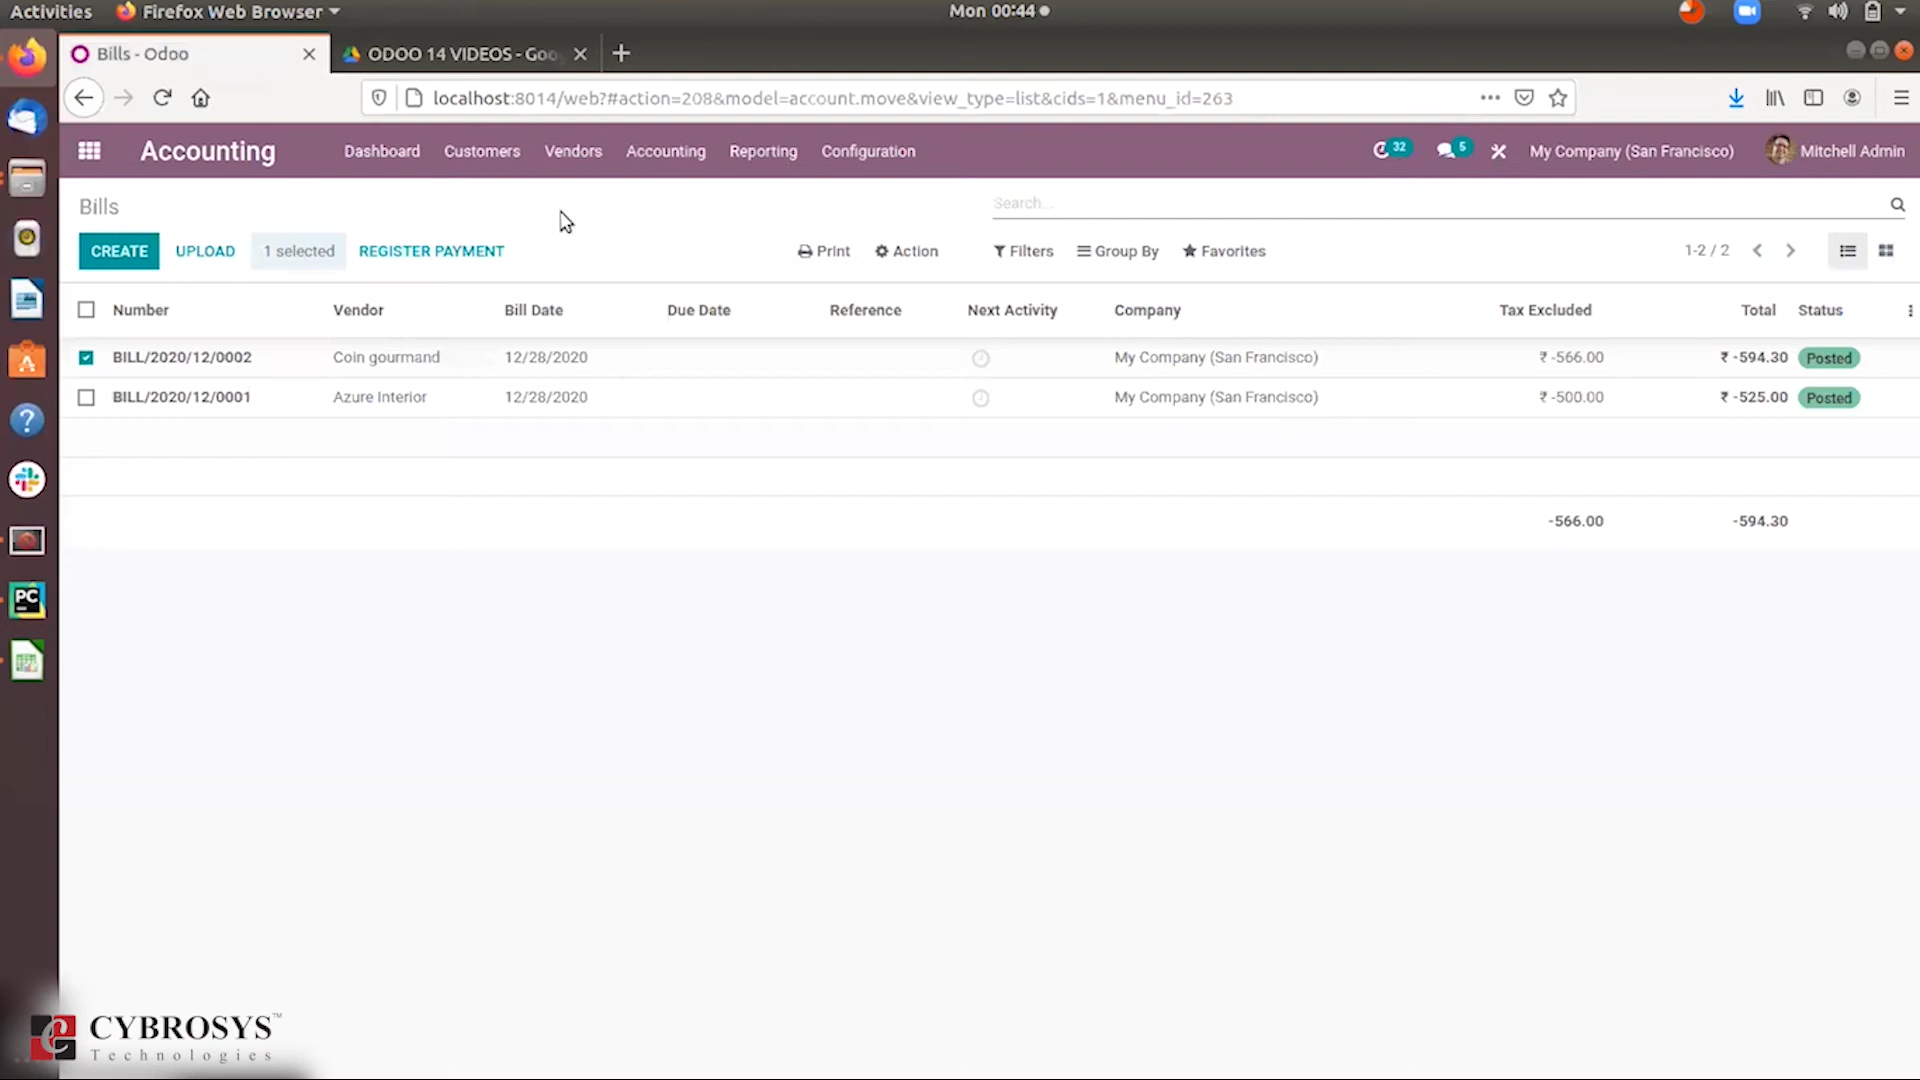 Activities Firefox Web Browser Mon 00:44
Bills - Odoo ODOO 14 VIDEOS - Goo
localhost:8014/web?#action=208&model=account.move&view_type=list&cids=1&menu_id=263
Accounting Dashboard Customers Vendors Accounting Reporting Configuration 32 5 My Company (San Francisco) Mitchell Admin
Bills Search...
CREATE UPLOAD 1 selected REGISTER PAYMENT Print Action Filters Group By Favorites 1-2 / 2
Number Vendor Bill Date Due Date Reference Next Activity Company Tax Excluded Total Status
BILL/2020/12/0002 Coin gourmand 12/28/2020 My Company (San Francisco) ₹ -566.00 ₹ -594.30 Posted
BILL/2020/12/0001 Azure Interior 12/28/2020 My Company (San Francisco) ₹ -500.00 ₹ -525.00 Posted
-566.00 -594.30
PC
CYBROSYS™
Technologies